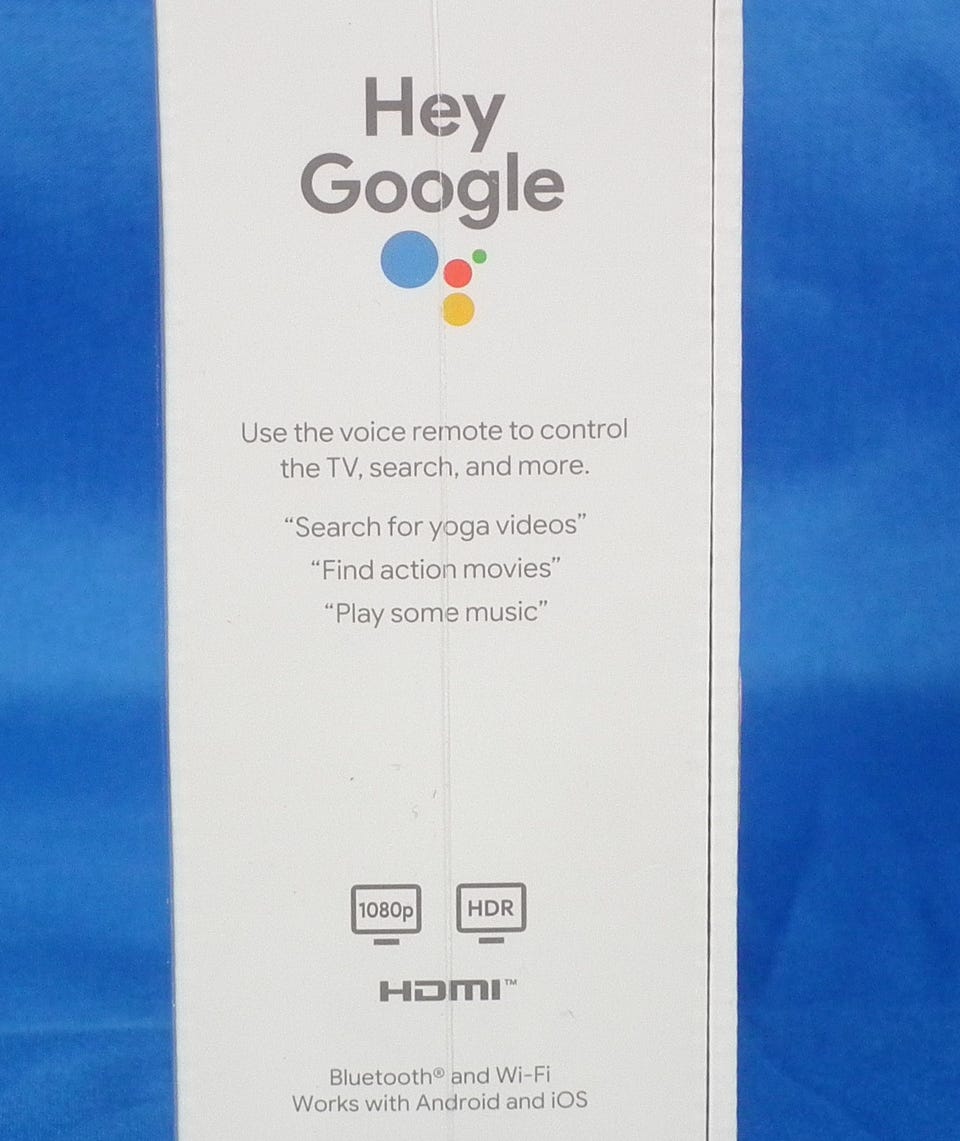 Hey
Google
Use the voice remote to control
the TV, search, and more.
“Search for yoga videos”
“Find action movies”
“Play some music”
1080p HDR
HDMI™
Bluetooth® and Wi-Fi
Works with Android and iOS